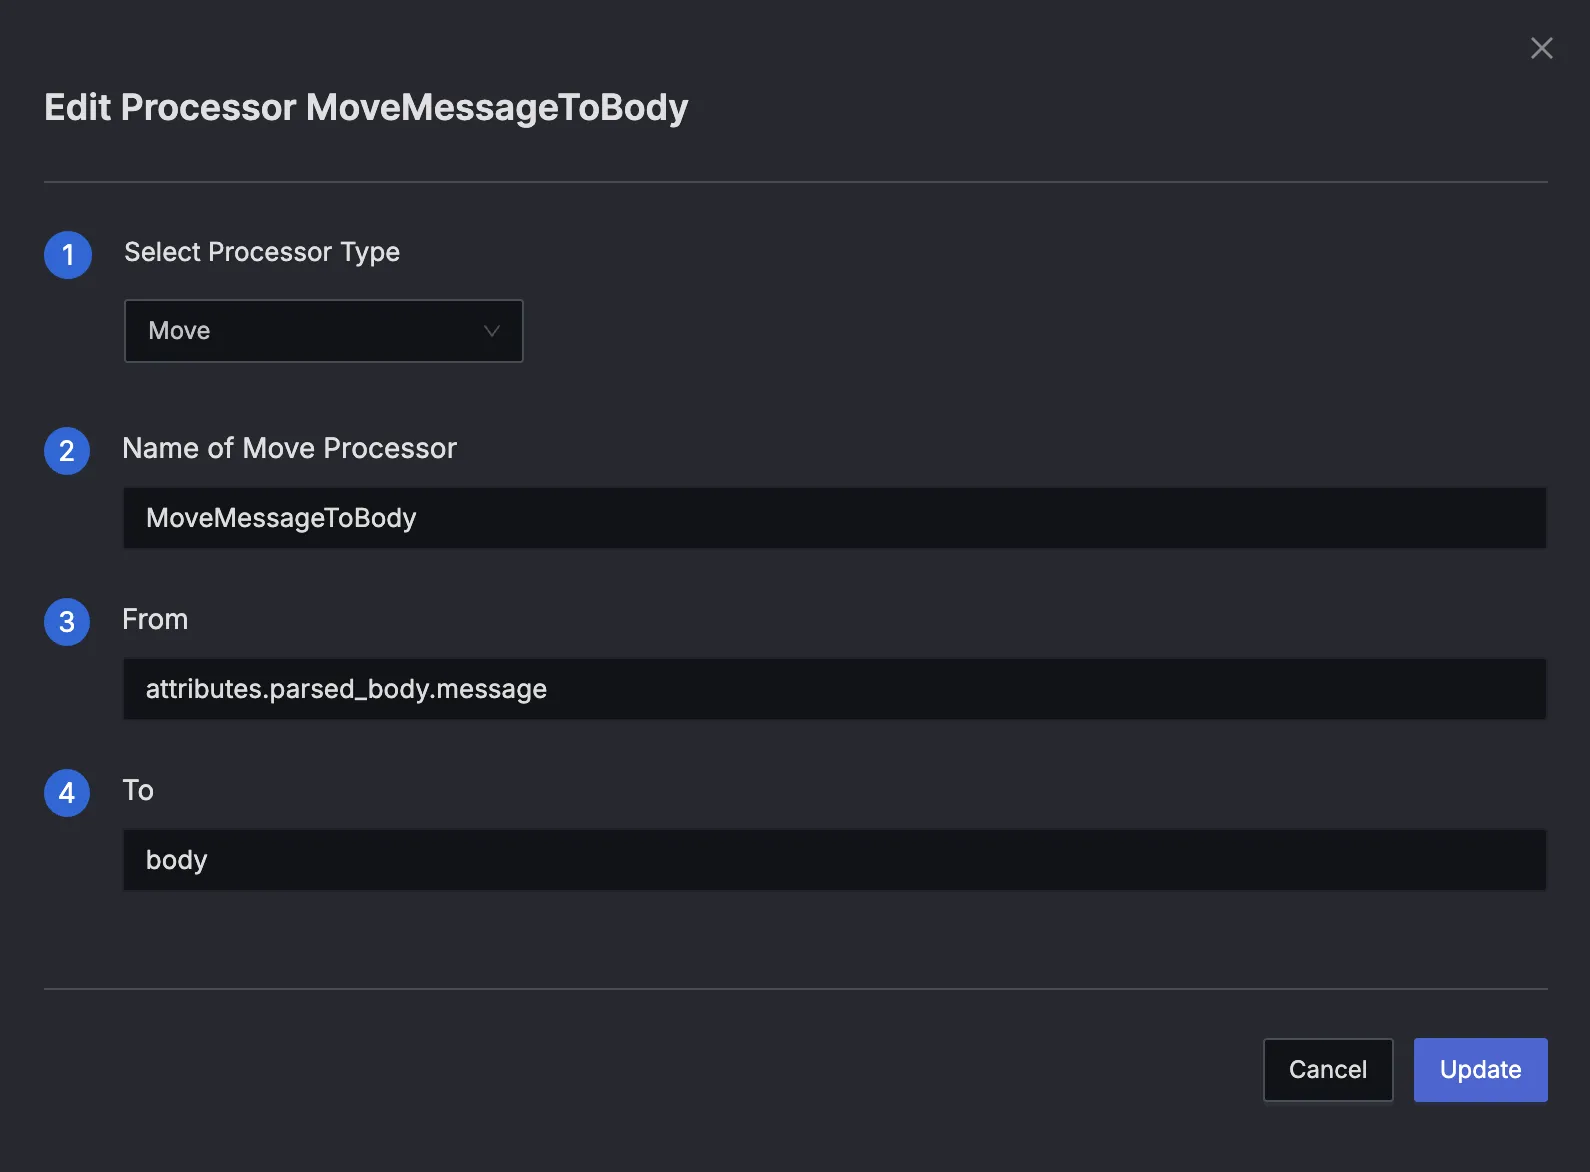 Edit Processor MoveMessageToBody
1 Select Processor Type
Move
2 Name of Move Processor
MoveMessageToBody
3 From
attributes.parsed_body.message
4 To
body
Cancel Update